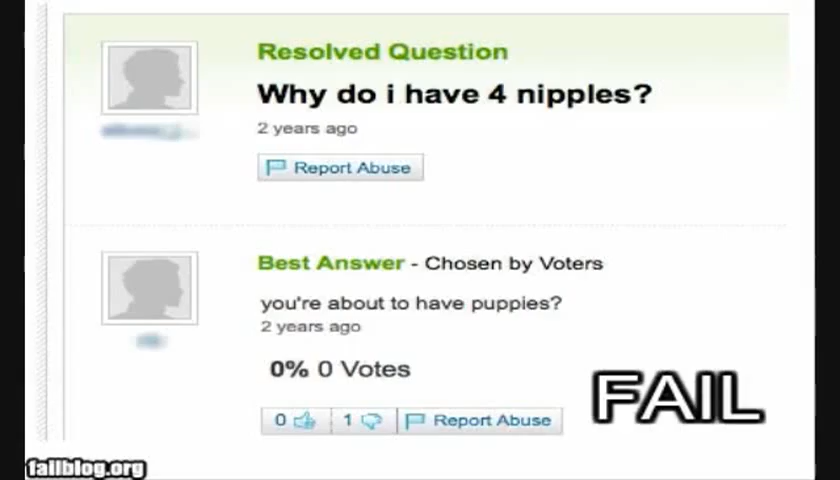 Resolved Question
Why do i have 4 nipples?
2 years ago
Report Abuse
Best Answer - Chosen by Voters
you're about to have puppies?
2 years ago
0% 0 Votes
0 1 Report Abuse
FAIL
failblog.org